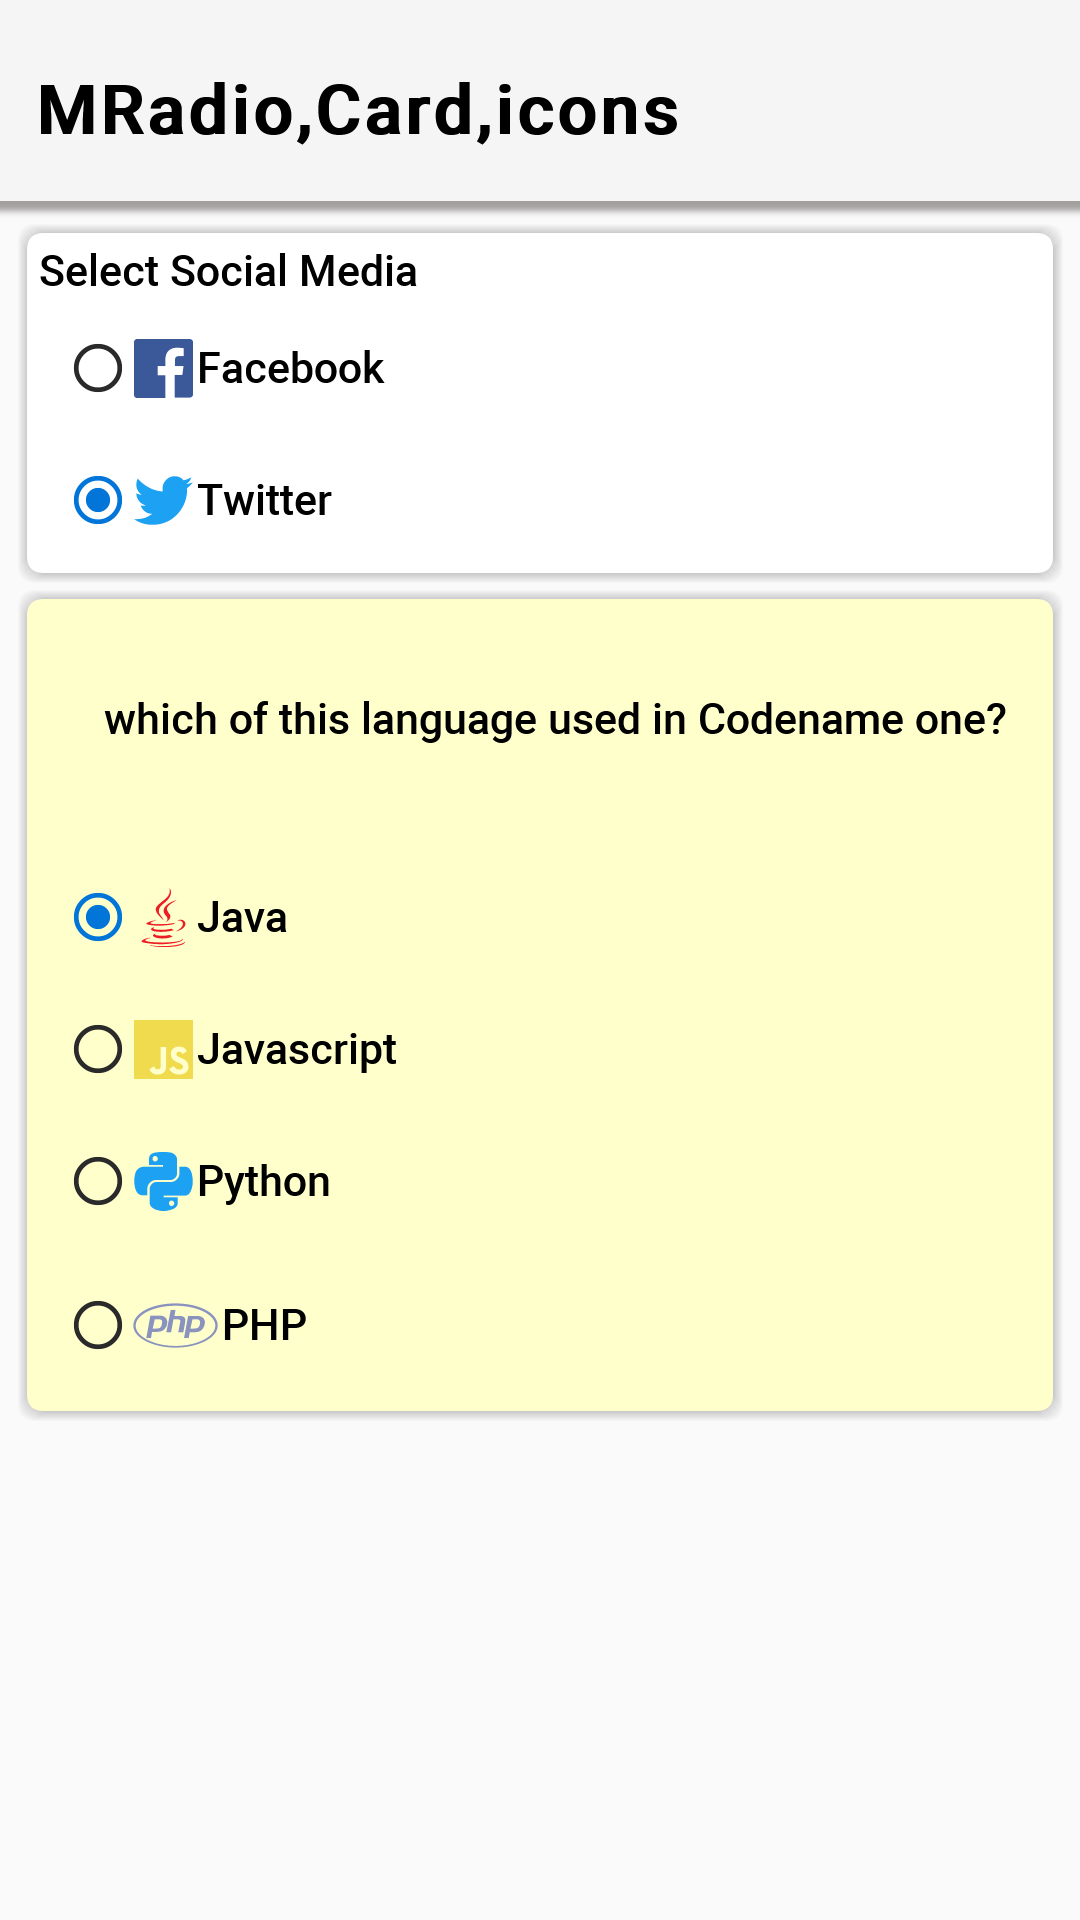 MRadio,Card,icons
Select Social Media
Facebook
Twitter
which of this language used in Codename one?
Java
JS Javascript
Python
php PHP